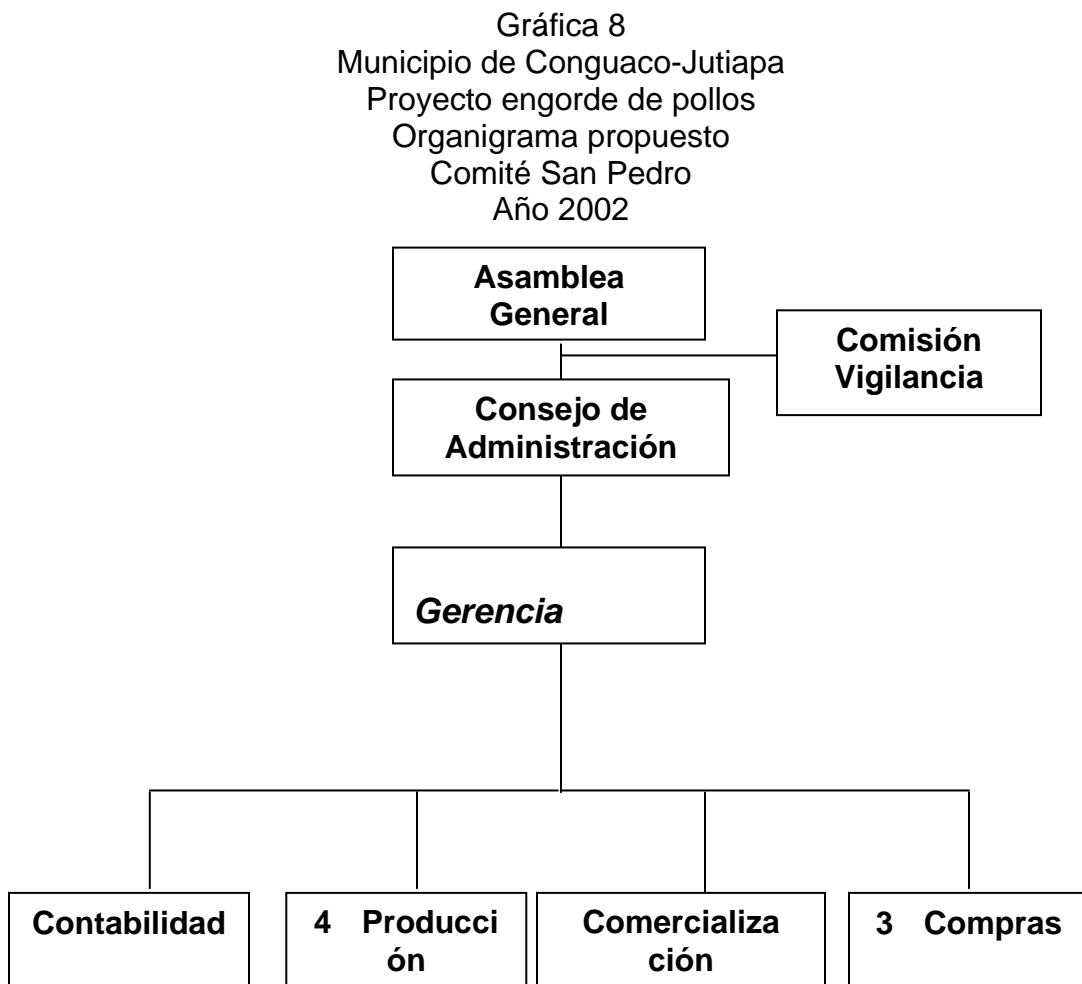 Gráfica 8
Municipio de Conguaco-Jutiapa
Proyecto engorde de pollos
Organigrama propuesto
Comité San Pedro
Año 2002
Asamblea
General
Comisión
Vigilancia
Consejo de
Administración
Gerencia
Contabilidad
4 Producci
ón
Comercializa
ción
3 Compras